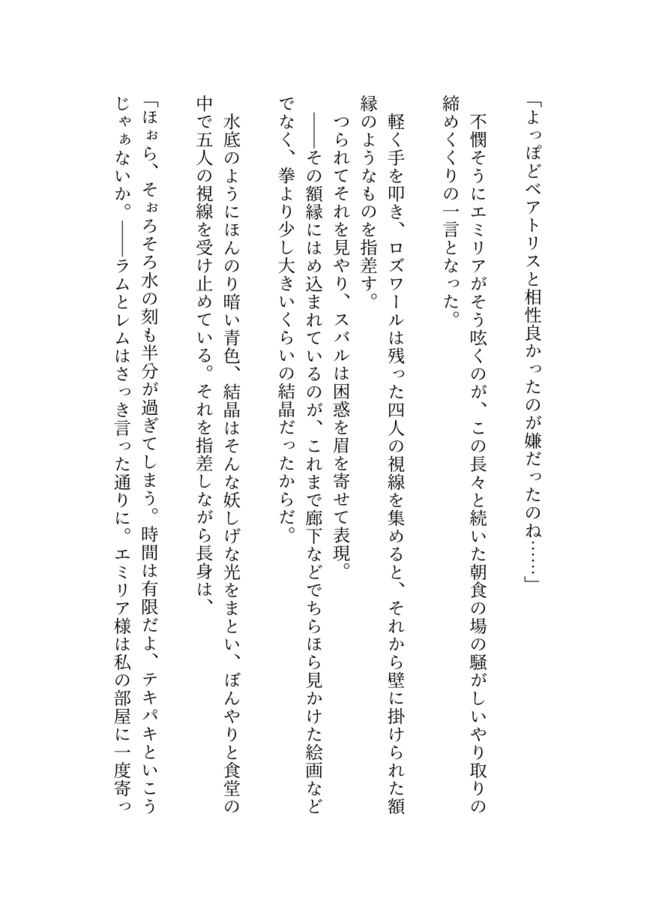 「よっぽどベアトリスと相性良かったのが嫌だったのね……」
不憫そうにエミリアがそう呟くのが、この長々と続いた朝食の場の騒がしいやり取りの
締めくくりの一言となった。
軽く手を叩き、ロズワールは残った四人の視線を集めると、それから壁に掛けられた額
縁のようなものを指差す。
つられてそれを見やり、スバルは困惑を眉を寄せて表現。
――その額縁にはめ込まれているのが、これまで廊下などでちらほら見かけた絵画など
でなく、拳より少し大きいくらいの結晶だったからだ。
水底のようにほんのり暗い青色、結晶はそんな妖しげな光をまとい、ぼんやりと食堂の
中で五人の視線を受け止めている。それを指差しながら長身は、
「ほぉら、そぉろそろ水の刻も半分が過ぎてしまう。時間は有限だよ、テキパキといこう
じゃぁないか。――ラムとレムはさっき言った通りに。エミリア様は私の部屋に一度寄っ